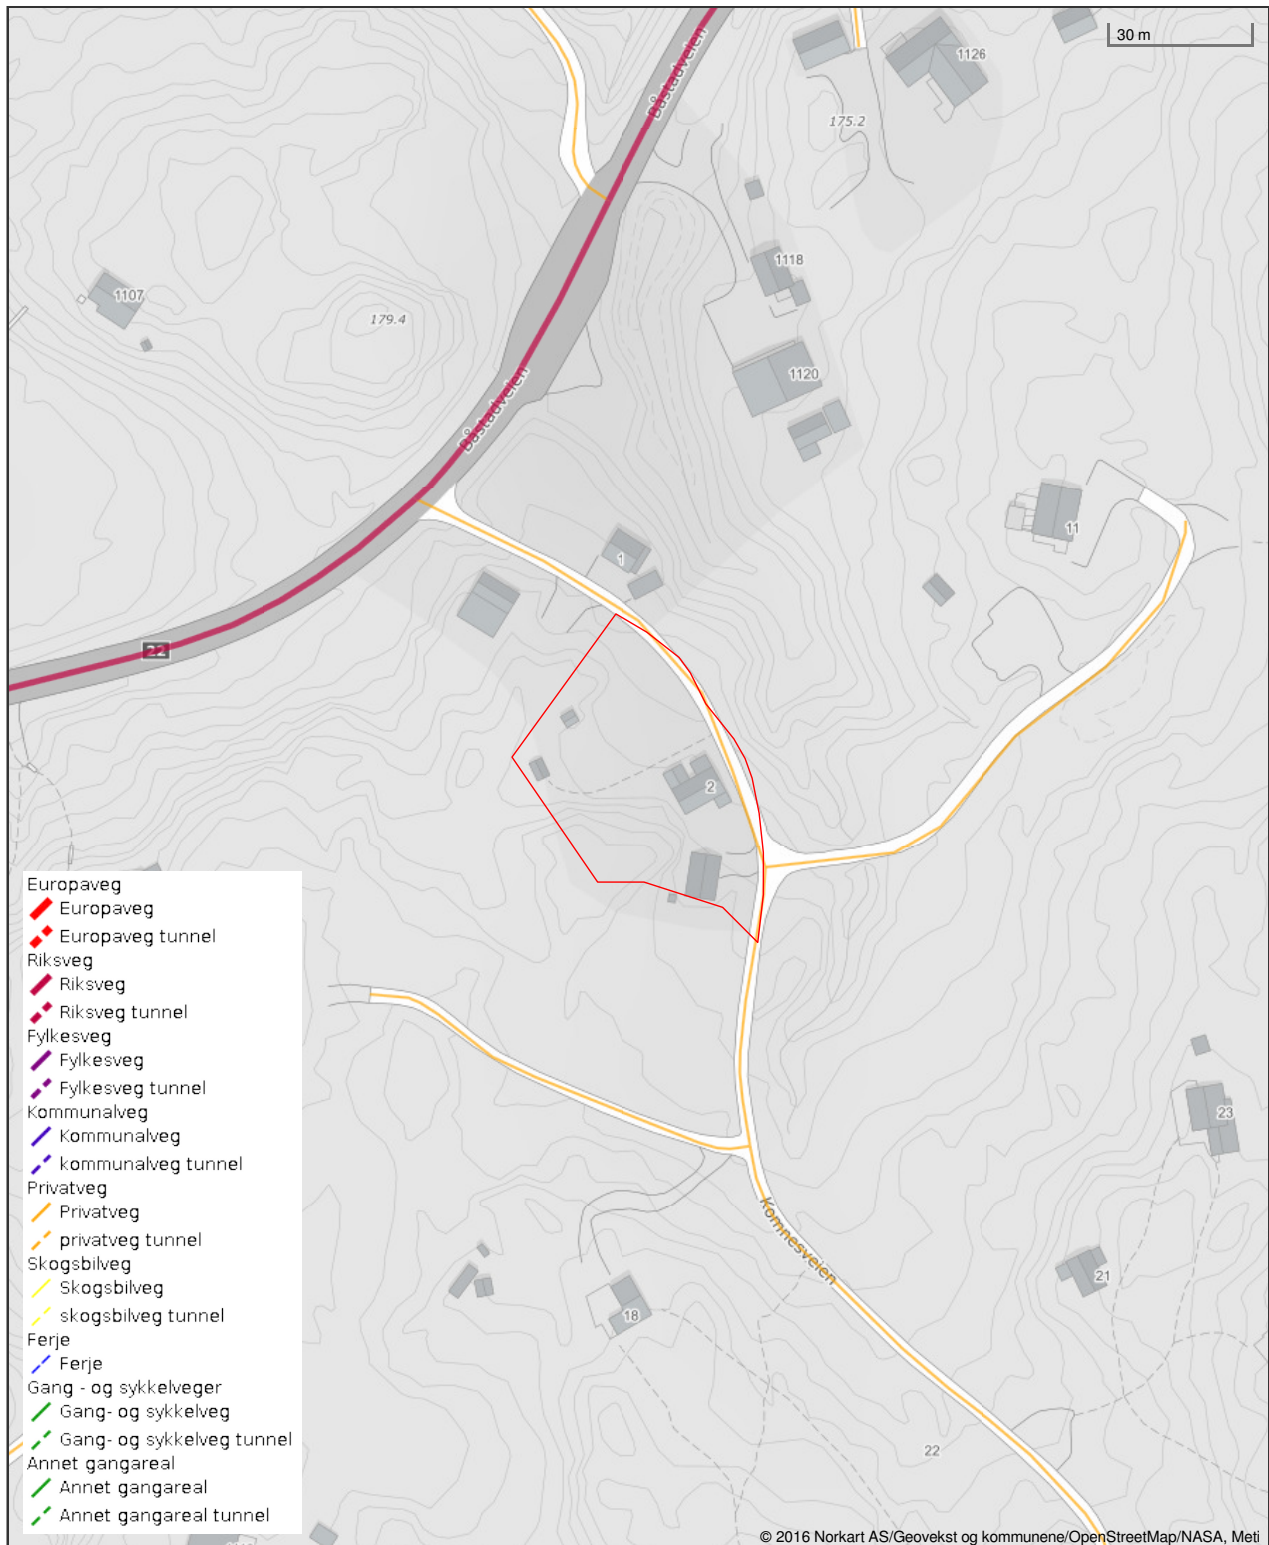 30 m
Båstadveien
1126
175.2
1118
1107
179.4
1120
Båstadveien
11
1
22
2
Europaveg
Europaveg
Europaveg tunnel
Riksveg
Riksveg
Riksveg tunnel
Fylkesveg
Fylkesveg
Fylkesveg tunnel
Kommunalveg
Kommunalveg
kommunalveg tunnel
Privatveg
Privatveg
privatveg tunnel
Skogsbilveg
Skogsbilveg
skogsbilveg tunnel
Ferje
Ferje
Gang - og sykkelveger
Gang- og sykkelveg
Gang- og sykkelveg tunnel
Annet gangareal
Annet gangareal
Annet gangareal tunnel
23
Komnesveien
21
18
22
© 2016 Norkart AS/Geovekst og kommunene/OpenStreetMap/NASA, Meti